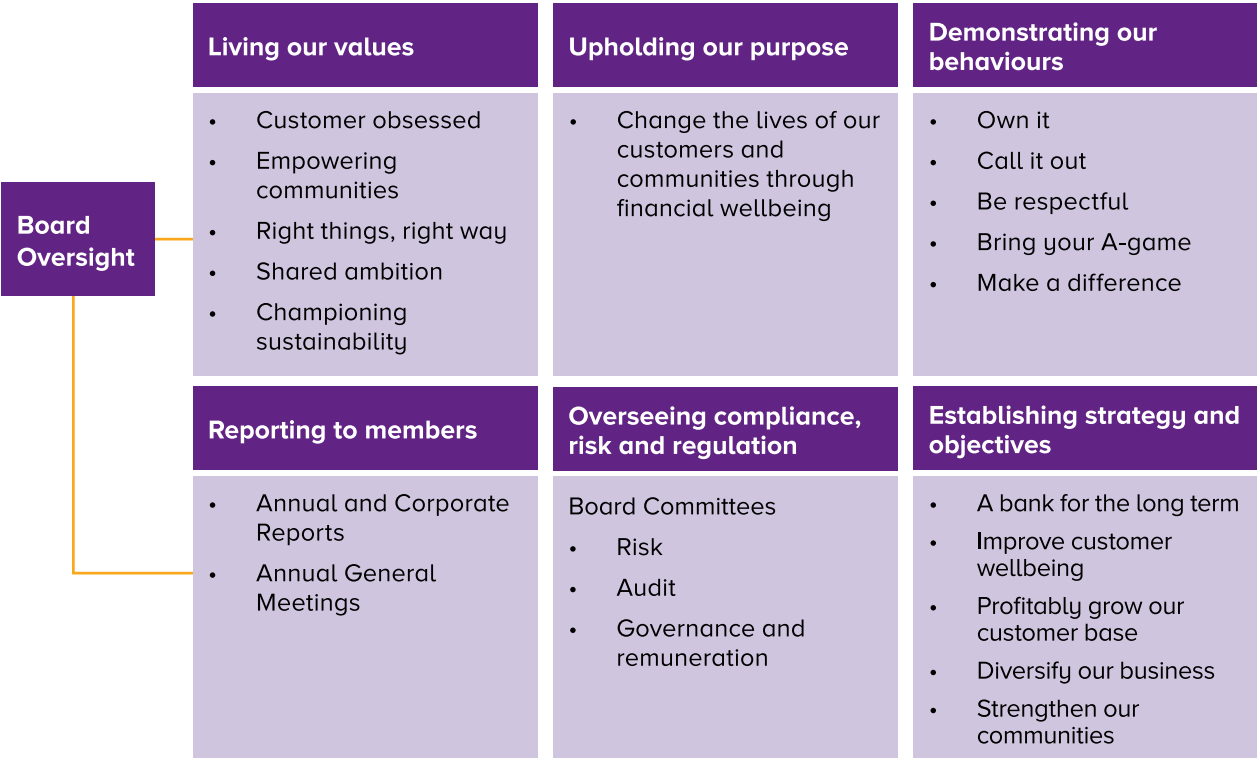 Board
Oversight
Living our values
• Customer obsessed
• Empowering
communities
• Right things, right way
• Shared ambition
• Championing
sustainability
Upholding our purpose
• Change the lives of our
customers and
communities through
financial wellbeing
Demonstrating our
behaviours
• Own it
• Call it out
• Be respectful
• Bring your A-game
• Make a difference
Reporting to members
• Annual and Corporate
Reports
• Annual General
Meetings
Overseeing compliance,
risk and regulation
Board Committees
• Risk
• Audit
• Governance and
remuneration
Establishing strategy and
objectives
• A bank for the long term
• Improve customer
wellbeing
• Profitably grow our
customer base
• Diversify our business
• Strengthen our
communities